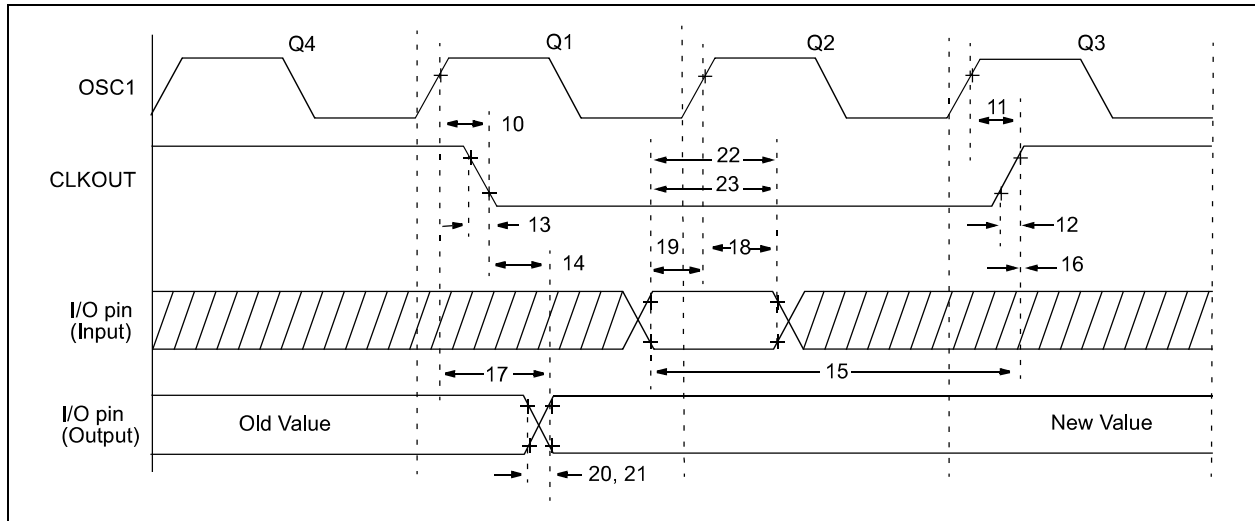 Q4 Q1 Q2 Q3
OSC1
10
11
CLKOUT
22
23
13
12
14
19
18
16
I/O pin
(Input)
17
15
I/O pin
(Output)
Old Value
New Value
20, 21